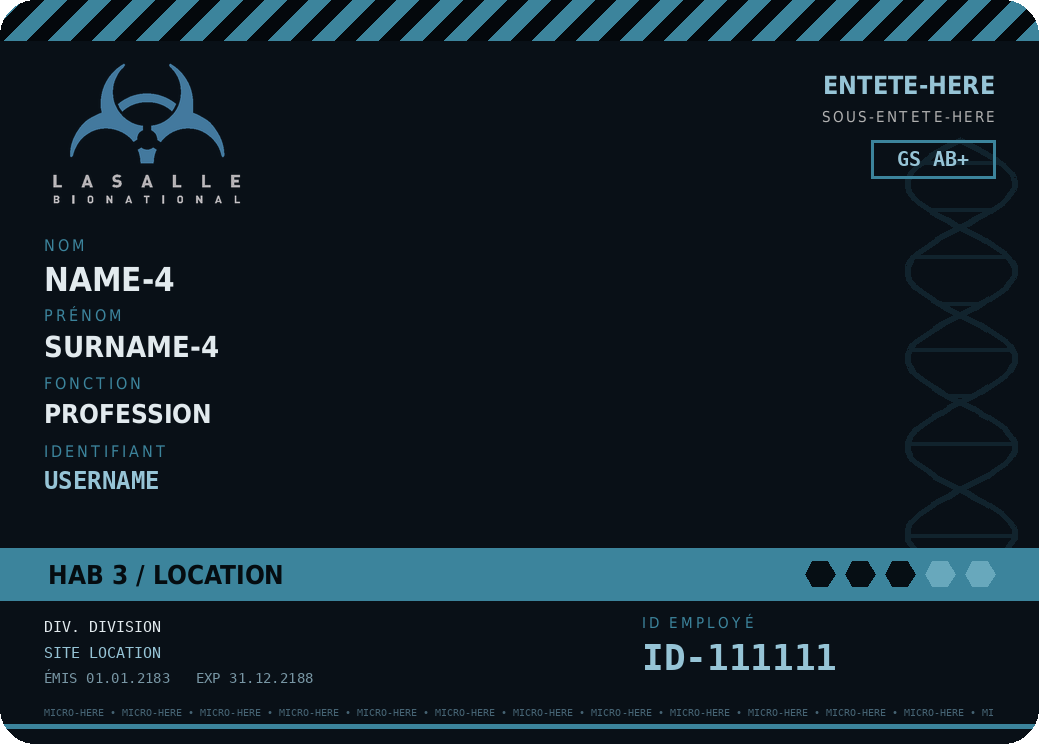 ENTETE-HERE
SOUS-ENTETE-HERE
GS AB+
LASALLE
BIONATIONAL
NOM
NAME-4
PRÉNOM
SURNAME-4
FONCTION
PROFESSION
IDENTIFIANT
USERNAME
HAB 3 / LOCATION
DIV. DIVISION
SITE LOCATION
ÉMIS 01.01.2183 EXP 31.12.2188
ID EMPLOYÉ
ID-111111
MICRO-HERE • MICRO-HERE • MICRO-HERE • MICRO-HERE • MICRO-HERE • MICRO-HERE • MICRO-HERE • MICRO-HERE • MICRO-HERE • MICRO-HERE • MICRO-HERE • MICRO-HERE • MI